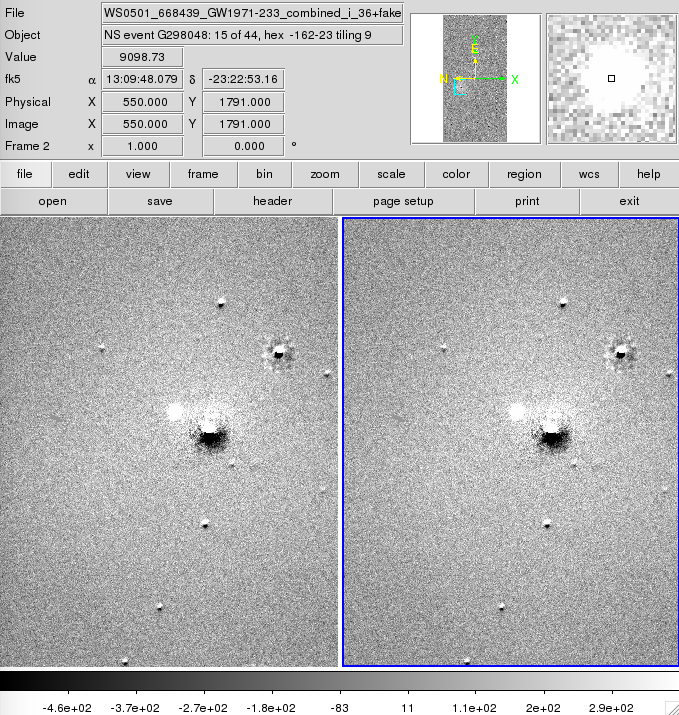 File WS0501_668439_GW1971-233_combined_i_36+fake
Object NS event G298048: 15 of 44, hex -162-23 tiling 9
Value 9098.73
fk5 α 13:09:48.079 δ -23:22:53.16
Physical X 550.000 Y 1791.000
Image X 550.000 Y 1791.000
Frame 2 x 1.000 0.000 °
E
N X
file edit view frame bin zoom scale color region wcs help
open save header page setup print exit
-4.6e+02 -3.7e+02 -2.7e+02 -1.8e+02 -83 11 1.1e+02 2e+02 2.9e+02